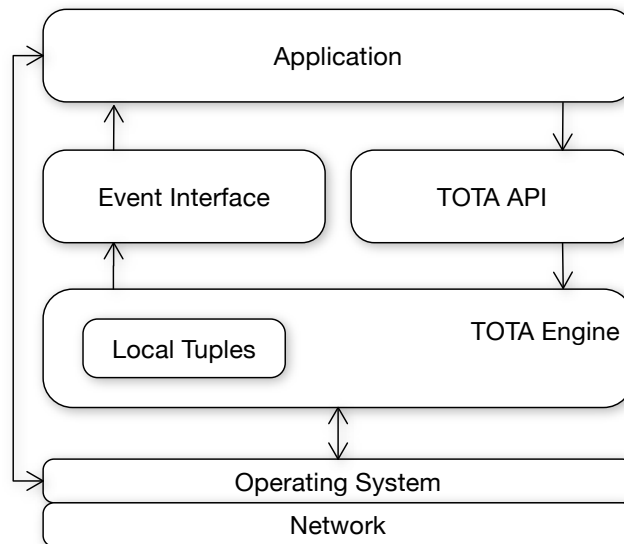 Application
Event Interface
TOTA API
TOTA Engine
Local Tuples
Operating System
Network